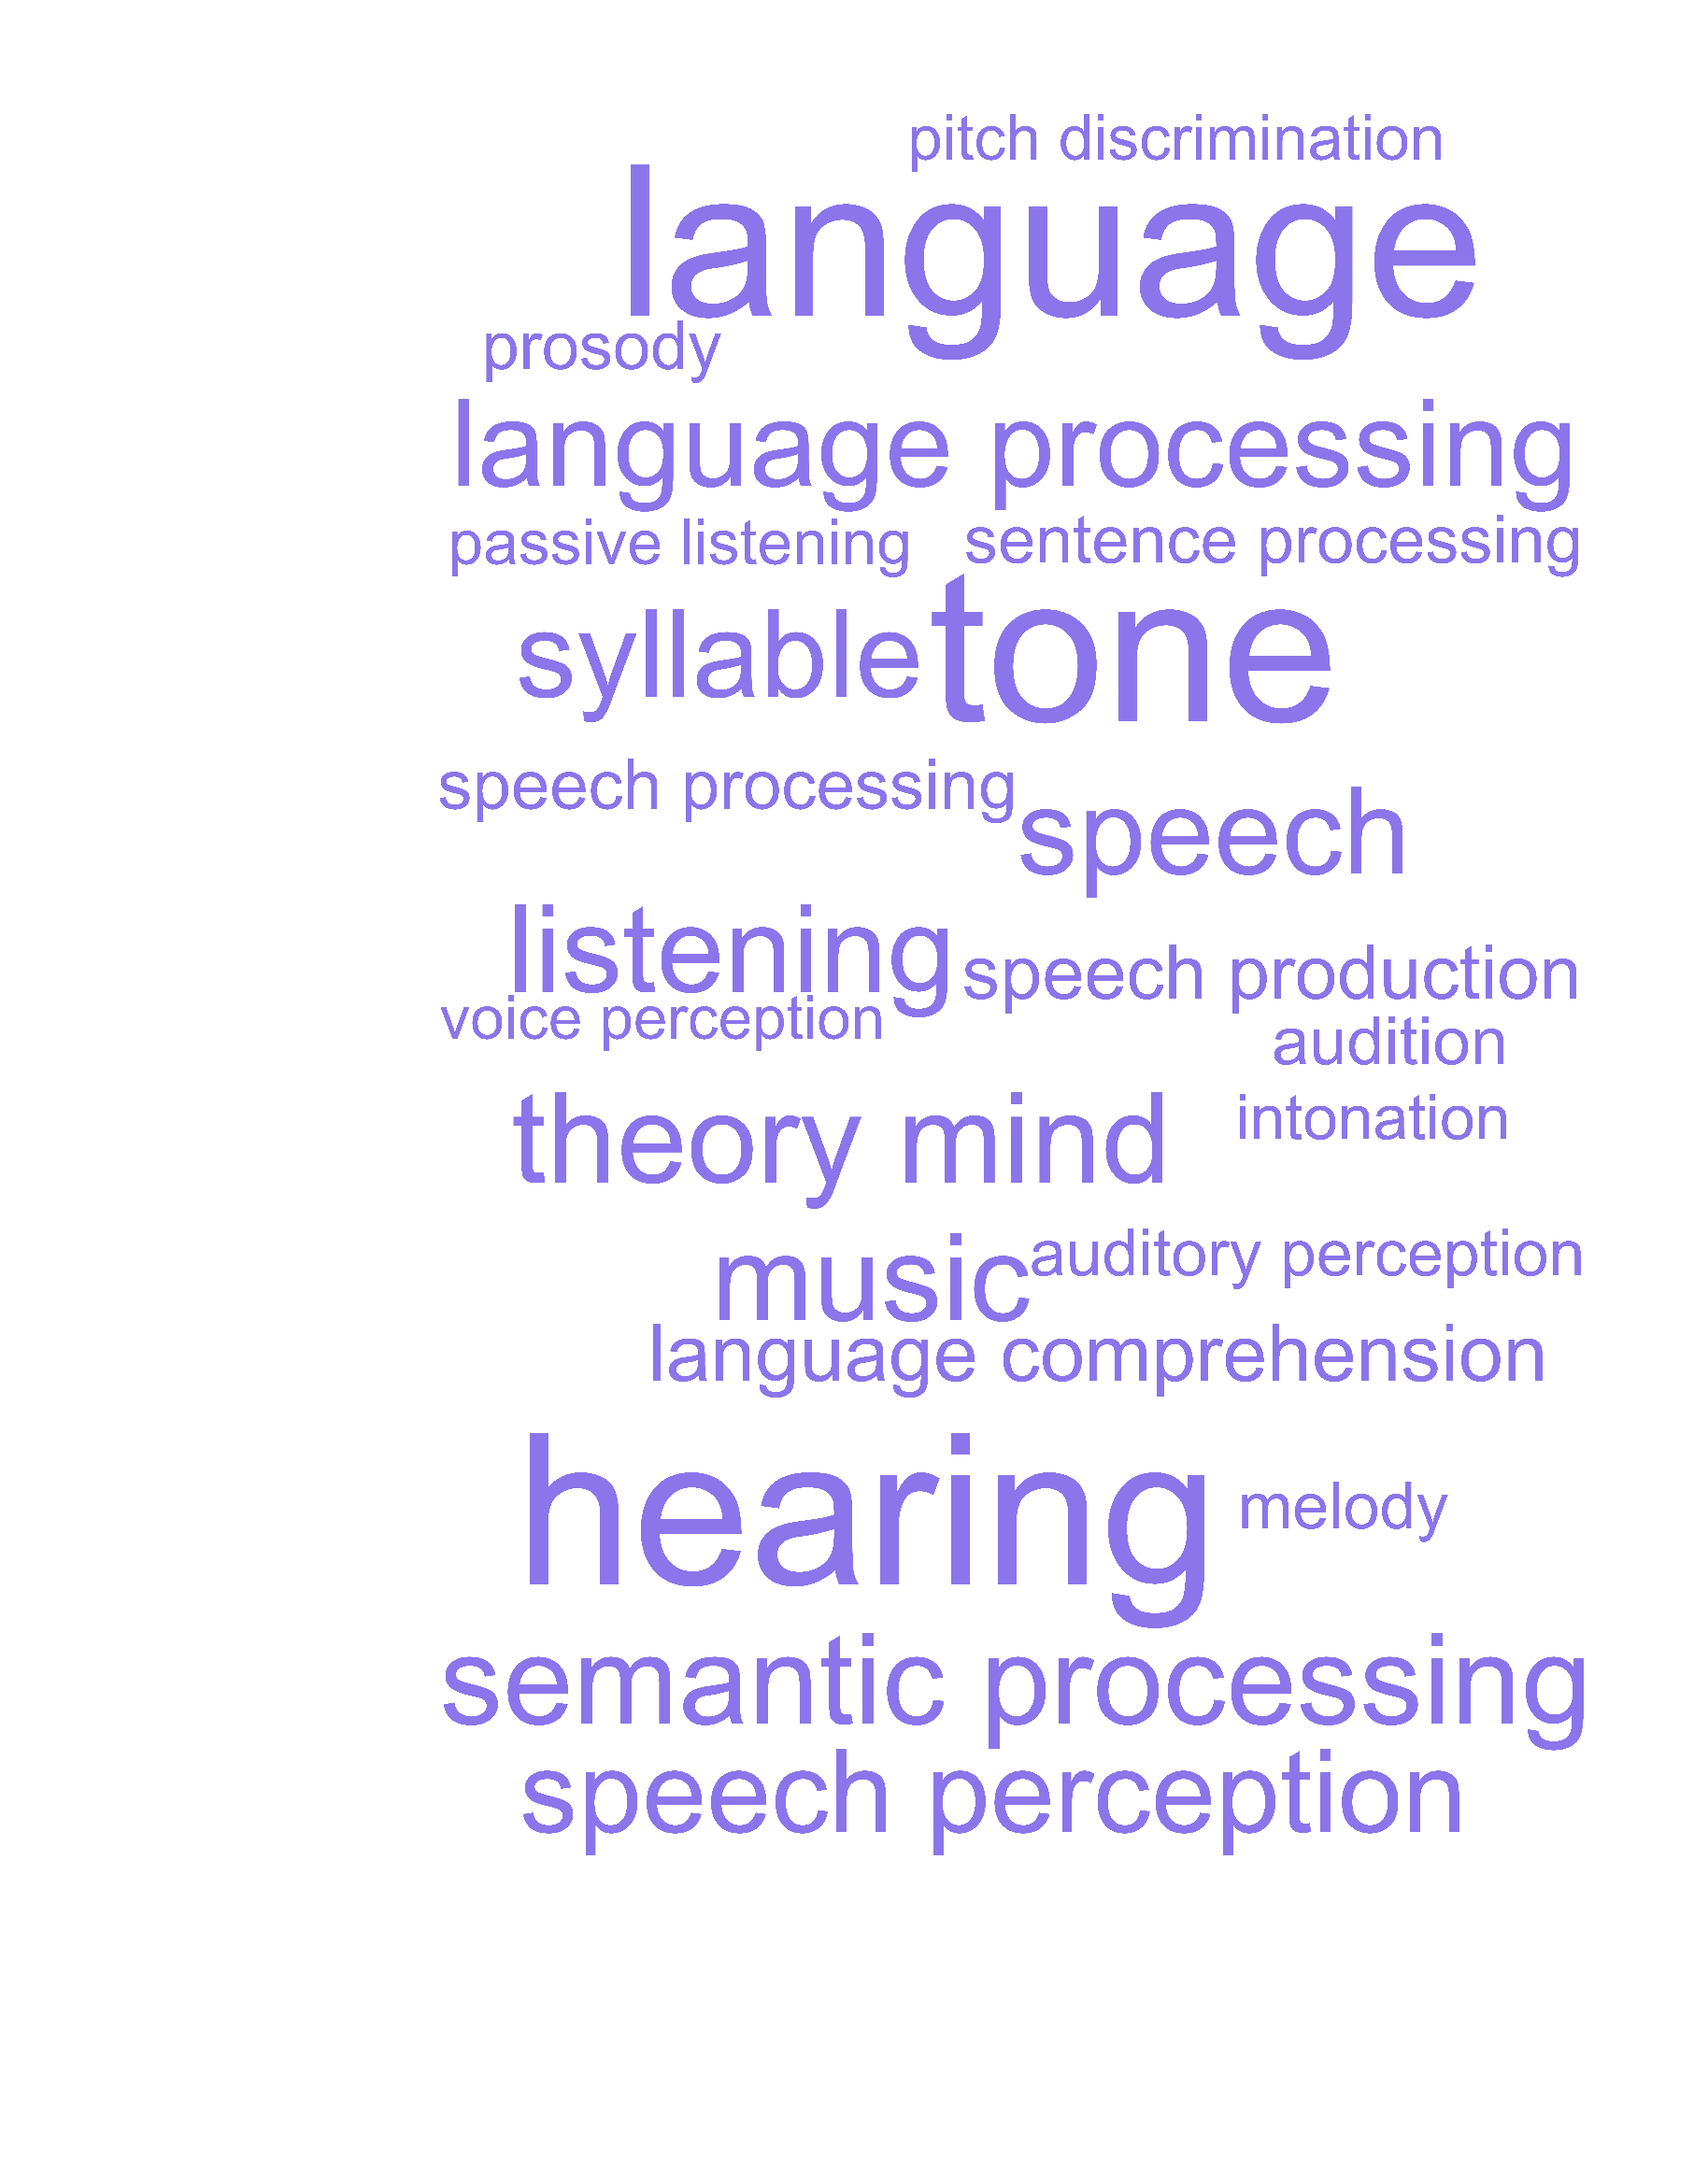 pitch discrimination
language
prosody
language processing
passive listening sentence processing
syllable tone
speech processing
speech
listening
speech production
voice perception
audition
theory mind
intonation
music
auditory perception
language comprehension
hearing
melody
semantic processing
speech perception